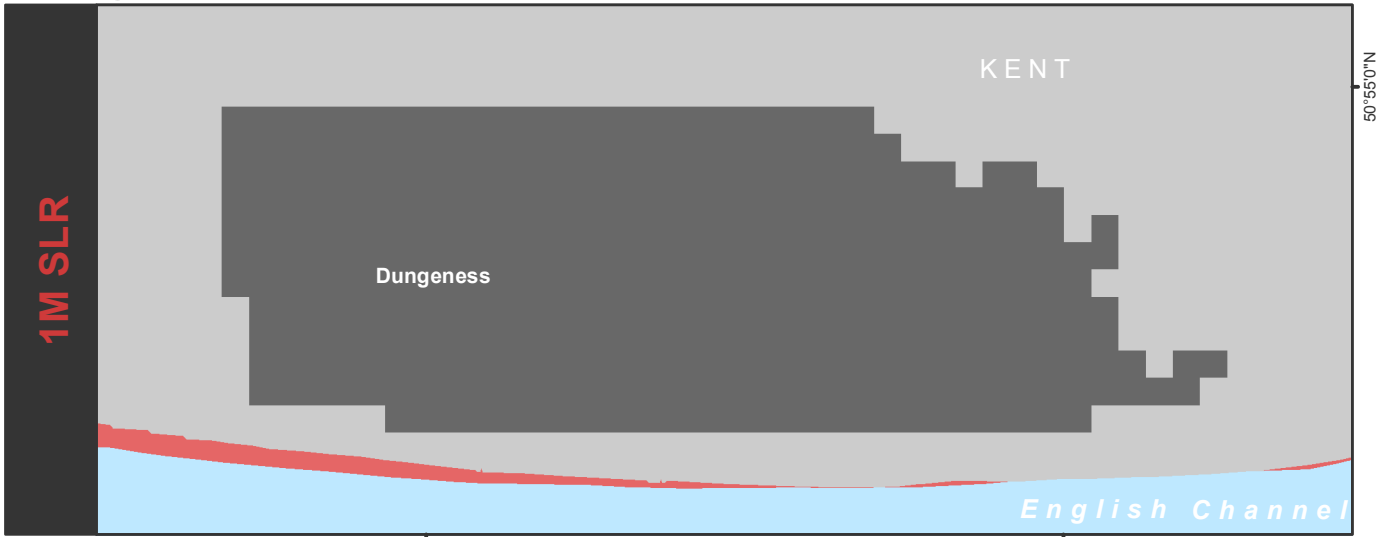 1M SLR
KENT
50°55'0"N
Dungeness
English Channel